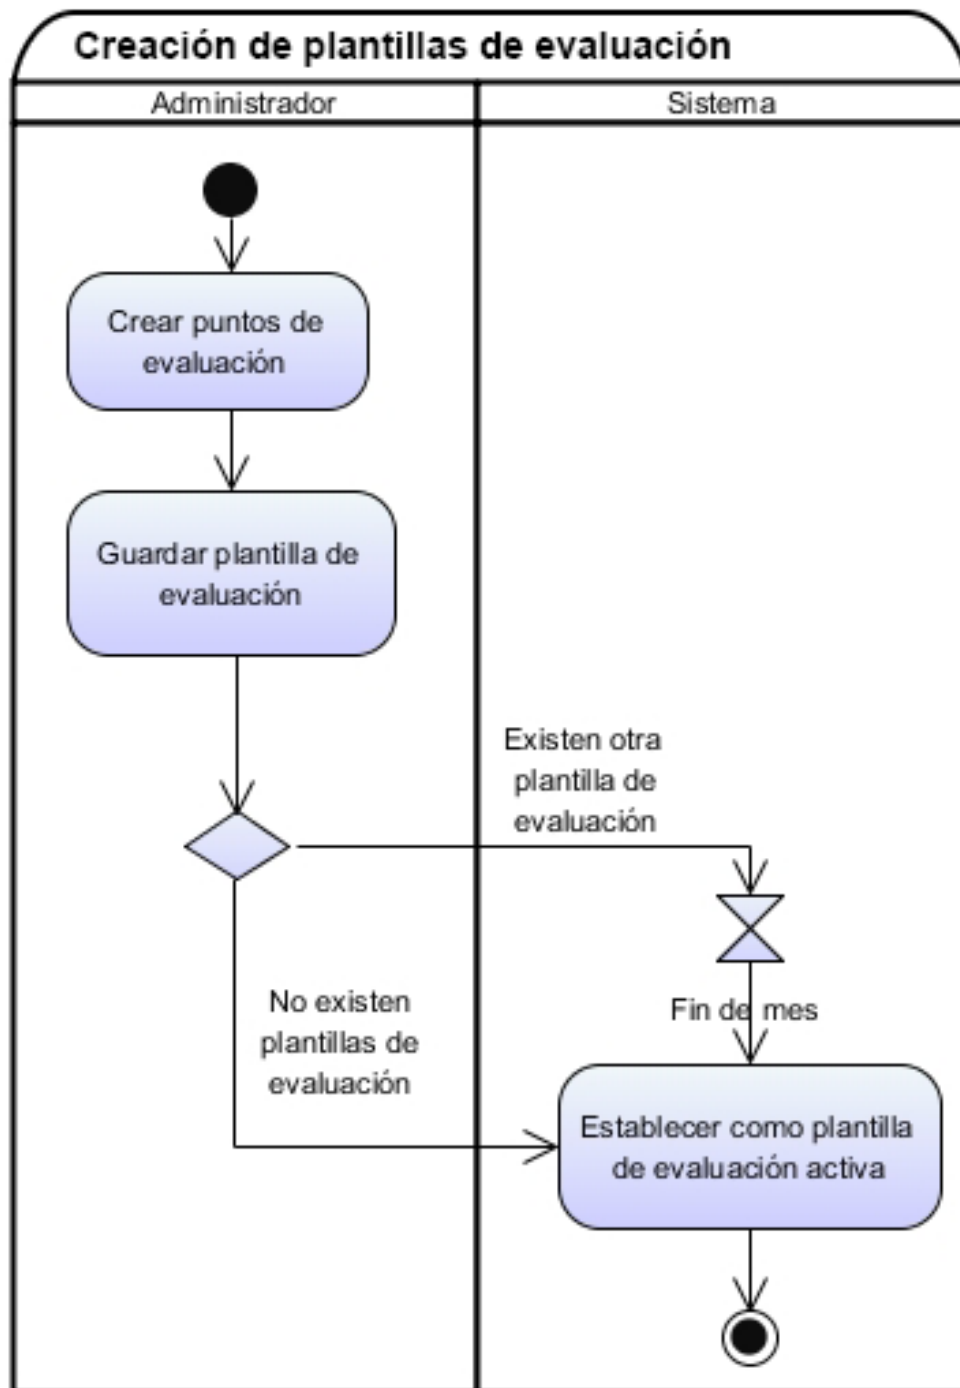 Creación de plantillas de evaluación
Administrador
Sistema
Crear puntos de
evaluación
Guardar plantilla de
evaluación
Existen otra
plantilla de
evaluación
No existen
plantillas de
evaluación
Fin de mes
Establecer como plantilla
de evaluación activa